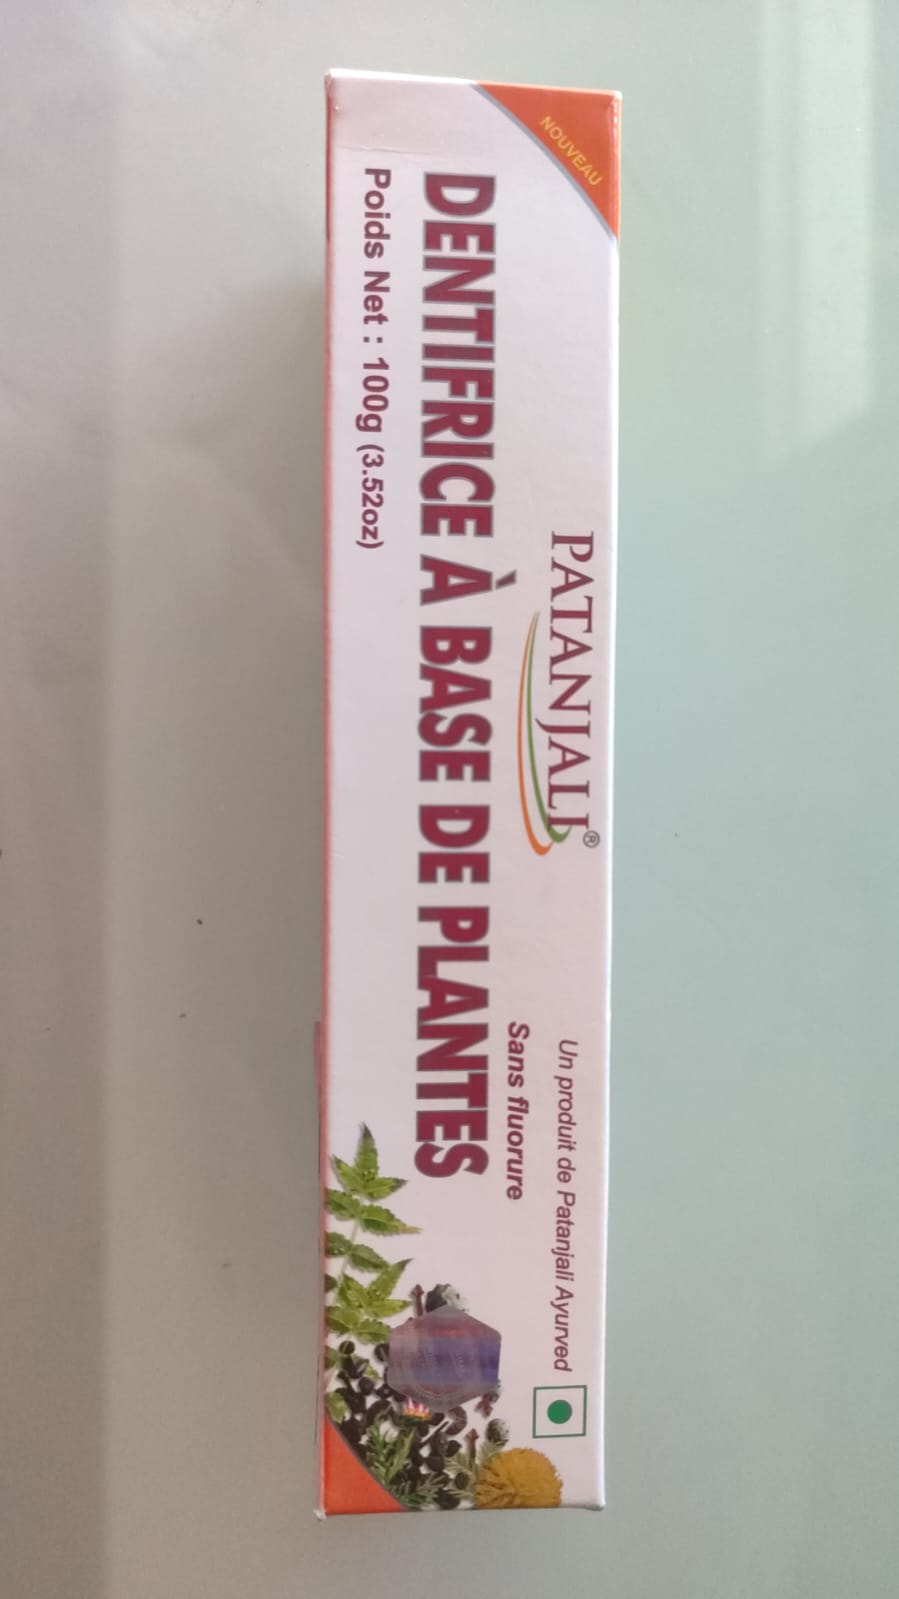 NOUVEAU
PATANJALI®
Un produit de Patanjali Ayurved
Sans fluorure
DENTIFRICE À BASE DE PLANTES
Poids Net : 100g (3.52oz)